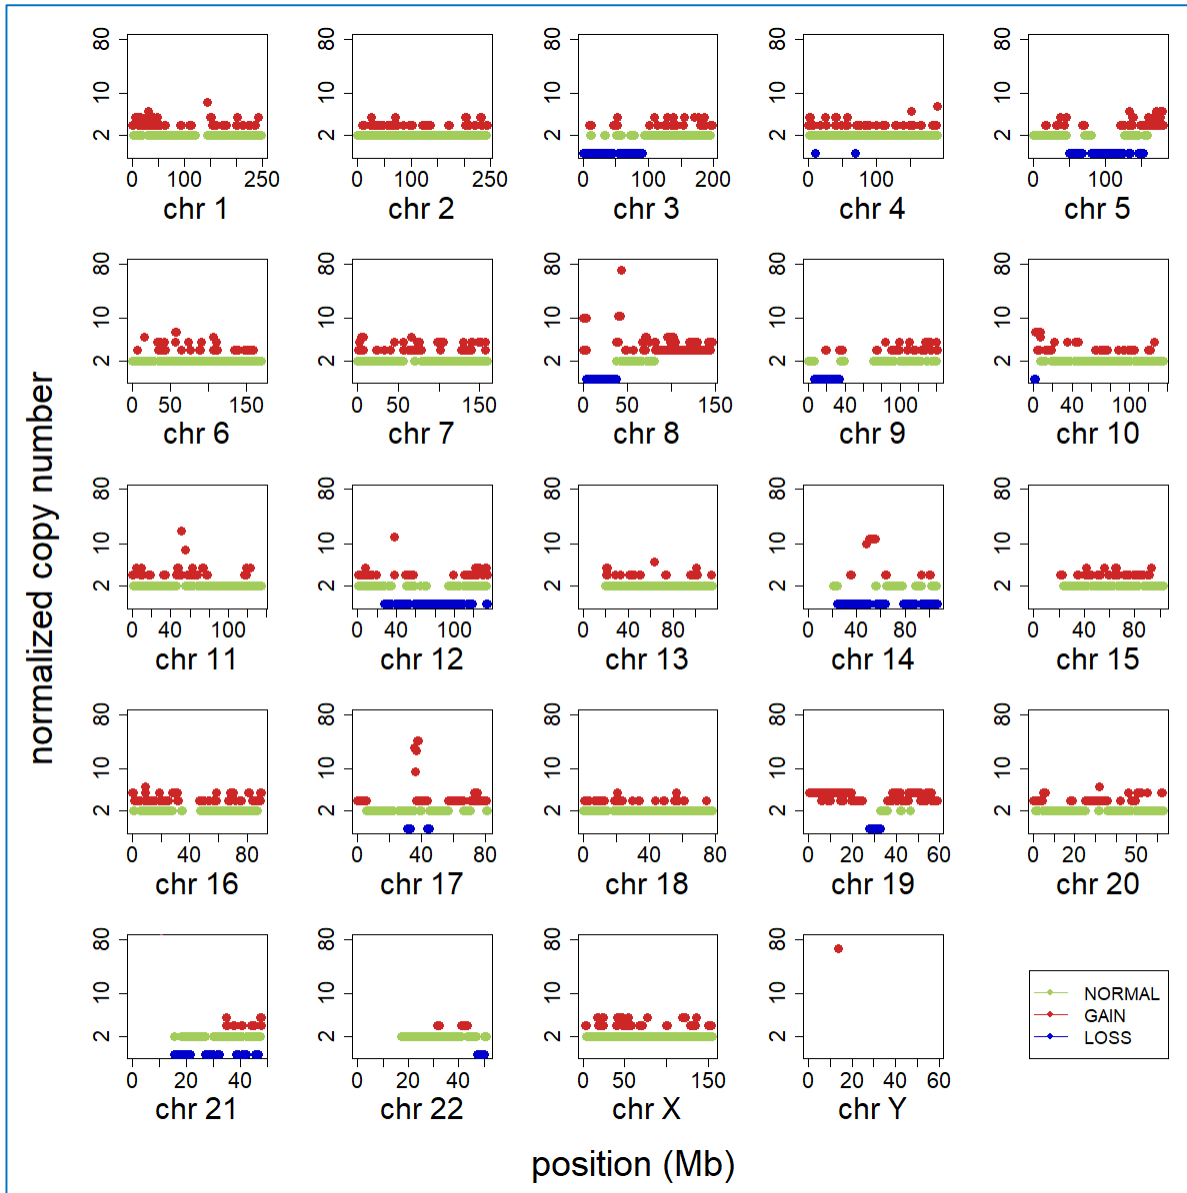 normalized copy number
80
10
2
0 100 250
chr 1
80
10
2
0 100 250
chr 2
80
10
2
0 100 200
chr 3
80
10
2
0 100
chr 4
80
10
2
0 100
chr 5
80
10
2
0 50 150
chr 6
80
10
2
0 50 150
chr 7
80
10
2
0 50 150
chr 8
80
10
2
0 40 100
chr 9
80
10
2
0 40 100
chr 10
80
10
2
0 40 100
chr 11
80
10
2
0 40 100
chr 12
80
10
2
0 40 80
chr 13
80
10
2
0 40 80
chr 14
80
10
2
0 40 80
chr 15
80
10
2
0 40 80
chr 16
80
10
2
0 40 80
chr 17
80
10
2
0 40 80
chr 18
80
10
2
0 20 40 60
chr 19
80
10
2
0 20 50
chr 20
80
10
2
0 20 40
chr 21
80
10
2
0 20 40
chr 22
80
10
2
0 50 150
chr X
80
10
2
0 20 40 60
chr Y
NORMAL
GAIN
LOSS
position (Mb)